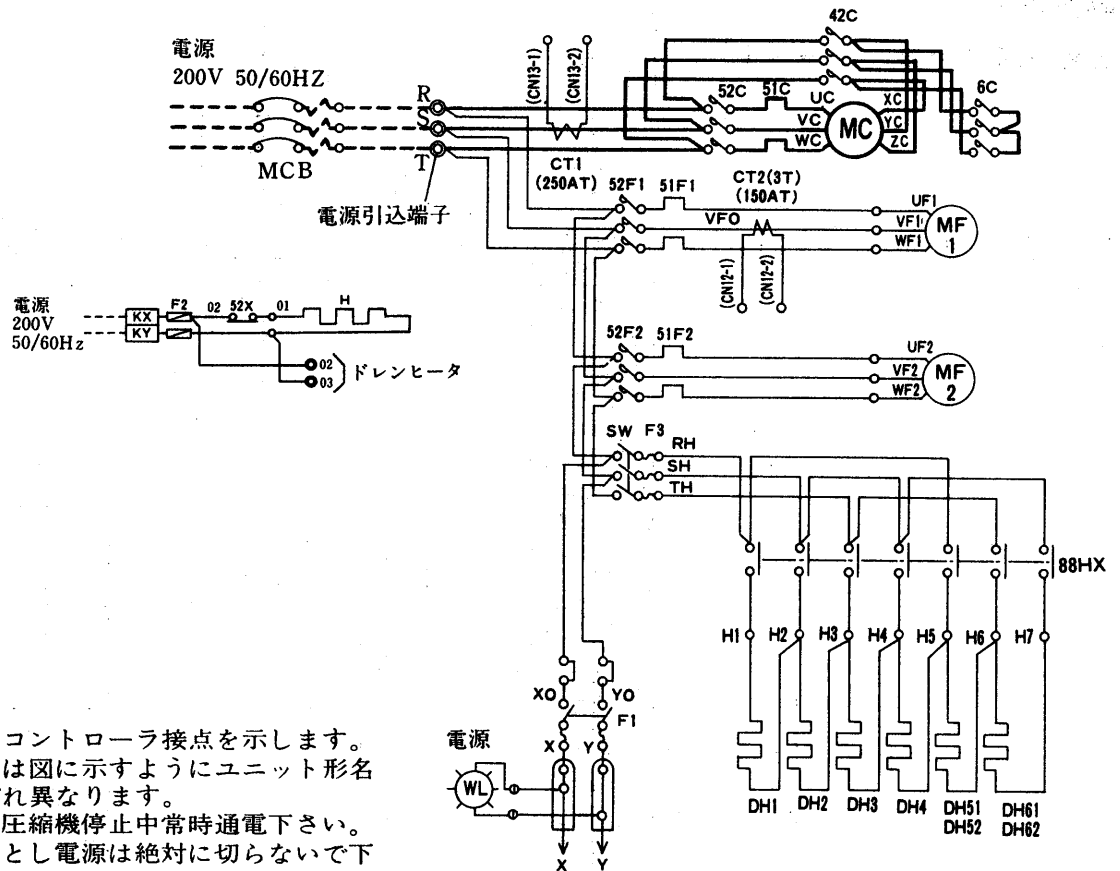 電源
200V 50/60HZ
MCB
R
S
T
電源引込端子
(CN13-1)
(CN13-2)
CT1
(250AT)
52C
51C
42C
6C
UC
VC
WC
MC
XC
YC
ZC
52F1
51F1
VFO
CT2(3T)
(150AT)
(CN12-1)
(CN12-2)
UF1
VF1
WF1
MF
1
電源
200V
50/60Hz
KX
KY
F2
02
52X
01
H
02
03
ドレンヒータ
52F2
51F2
UF2
VF2
WF2
MF
2
SW
F3
RH
SH
TH
88HX
H1
H2
H3
H4
H5
H6
H7
DH1
DH2
DH3
DH4
DH51
DH52
DH61
DH62
XO
YO
F1
X
Y
電源
WL
X
Y
コントローラ接点を示します。
は図に示すようにユニット形名
れ異なります。
圧縮機停止中常時通電下さい。
とし電源は絶対に切らないで下